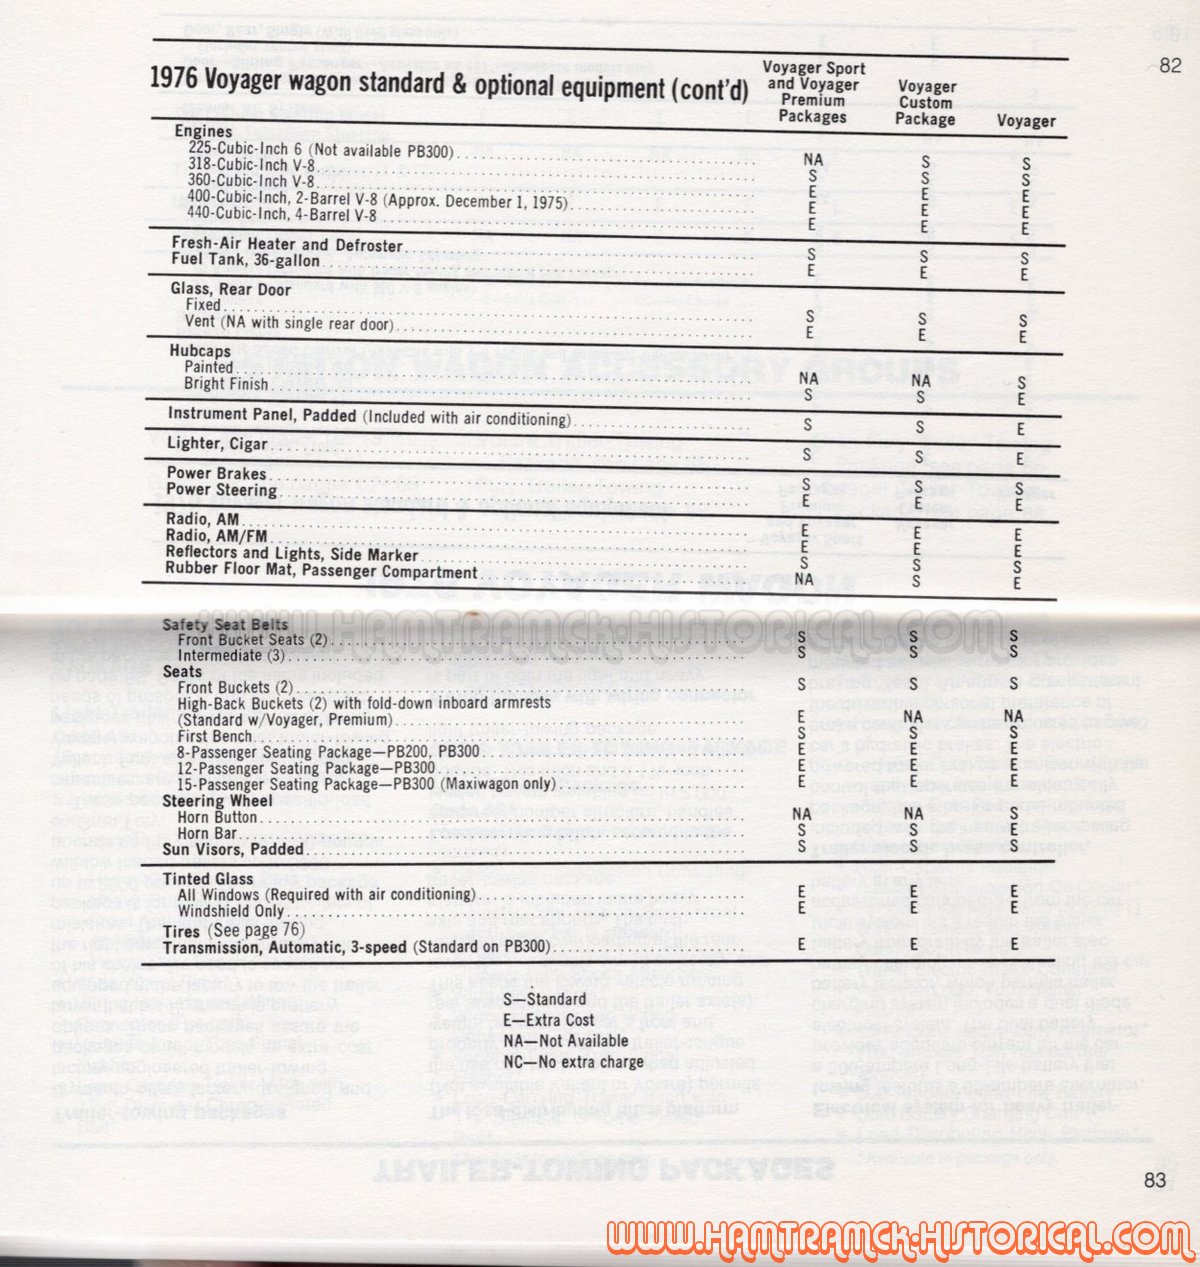 82
1976 Voyager wagon standard & optional equipment (cont'd)
Voyager Sport and Voyager Premium Packages
Voyager Custom Package
Voyager
Engines
225-Cubic-Inch 6 (Not available PB300) NA S S
318-Cubic-Inch V-8 S S S
360-Cubic-Inch V-8 E E E
400-Cubic-Inch, 2-Barrel V-8 (Approx. December 1, 1975) E E E
440-Cubic-Inch, 4-Barrel V-8 E E E
Fresh-Air Heater and Defroster S S S
Fuel Tank, 36-gallon E E E
Glass, Rear Door
Fixed S S S
Vent (NA with single rear door) E E E
Hubcaps
Painted NA NA S
Bright Finish S S E
Instrument Panel, Padded (Included with air conditioning) S S E
Lighter, Cigar S S E
Power Brakes S S S
Power Steering E E E
Radio, AM E E E
Radio, AM/FM E E E
Reflectors and Lights, Side Marker S S S
Rubber Floor Mat, Passenger Compartment NA S E
www.Hamtramck-Historical.com
Safety Seat Belts
Front Bucket Seats (2) S S S
Intermediate (3) S S S
Seats
Front Buckets (2) S S S
High-Back Buckets (2) with fold-down inboard armrests
(Standard w/Voyager, Premium) E NA NA
First Bench S S S
8-Passenger Seating Package—PB200, PB300 E E E
12-Passenger Seating Package—PB300 E E E
15-Passenger Seating Package—PB300 (Maxiwagon only) E E E
Steering Wheel
Horn Button NA NA S
Horn Bar S S E
Sun Visors, Padded S S S
Tinted Glass
All Windows (Required with air conditioning) E E E
Windshield Only E E E
Tires (See page 76)
Transmission, Automatic, 3-speed (Standard on PB300) E E E
S—Standard
E—Extra Cost
NA—Not Available
NC—No extra charge
83
www.Hamtramck-Historical.com